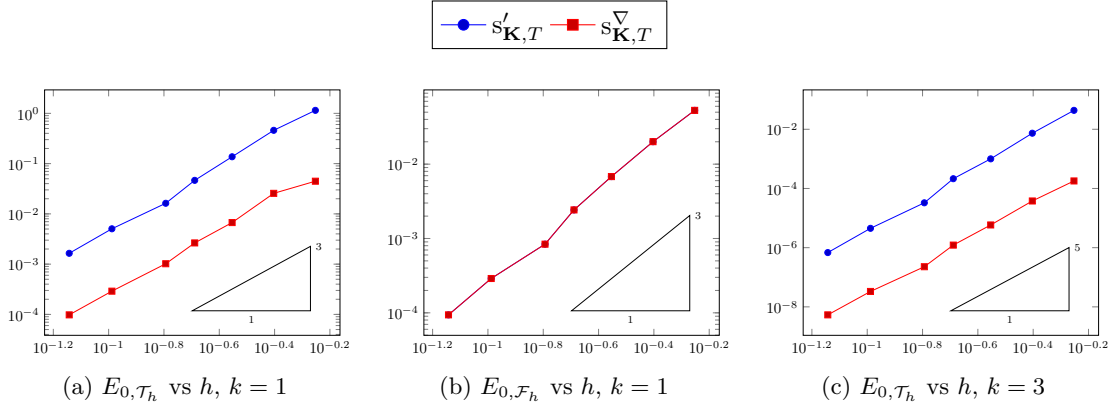 s′_{K,T} s^∇_{K,T}
10^0
10^{−1}
10^{−2}
10^{−3}
10^{−4}
3
1
10^{−1.2} 10^{−1} 10^{−0.8} 10^{−0.6} 10^{−0.4} 10^{−0.2}
(a) E_{0,𝒯_h} vs h, k = 1
10^{−2}
10^{−3}
10^{−4}
3
1
10^{−1.2} 10^{−1} 10^{−0.8} 10^{−0.6} 10^{−0.4} 10^{−0.2}
(b) E_{0,ℱ_h} vs h, k = 1
10^{−2}
10^{−4}
10^{−6}
10^{−8}
5
1
10^{−1.2} 10^{−1} 10^{−0.8} 10^{−0.6} 10^{−0.4} 10^{−0.2}
(c) E_{0,𝒯_h} vs h, k = 3